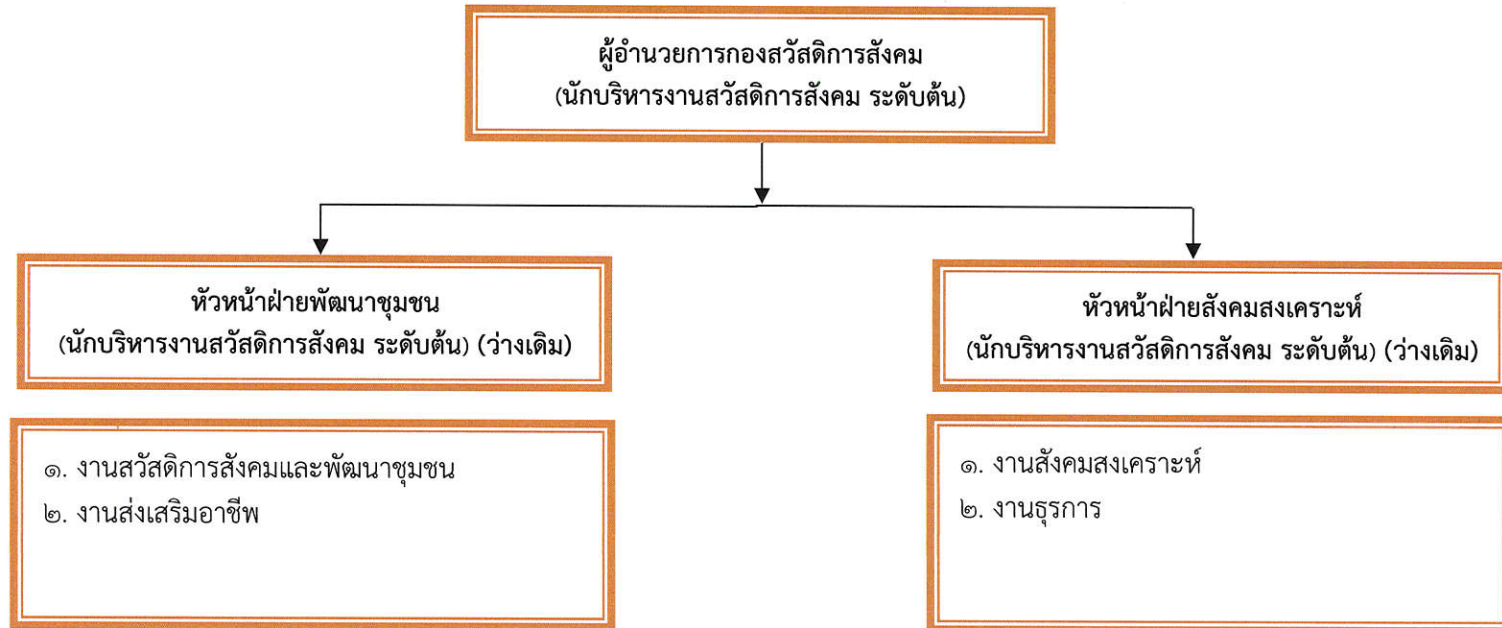 ผู้อำนวยการกองสวัสดิการสังคม
(นักบริหารงานสวัสดิการสังคม ระดับต้น)
หัวหน้าฝ่ายพัฒนาชุมชน
(นักบริหารงานสวัสดิการสังคม ระดับต้น) (ว่างเดิม)
หัวหน้าฝ่ายสังคมสงเคราะห์
(นักบริหารงานสวัสดิการสังคม ระดับต้น) (ว่างเดิม)
๑. งานสวัสดิการสังคมและพัฒนาชุมชน
๒. งานส่งเสริมอาชีพ
๑. งานสังคมสงเคราะห์
๒. งานธุรการ